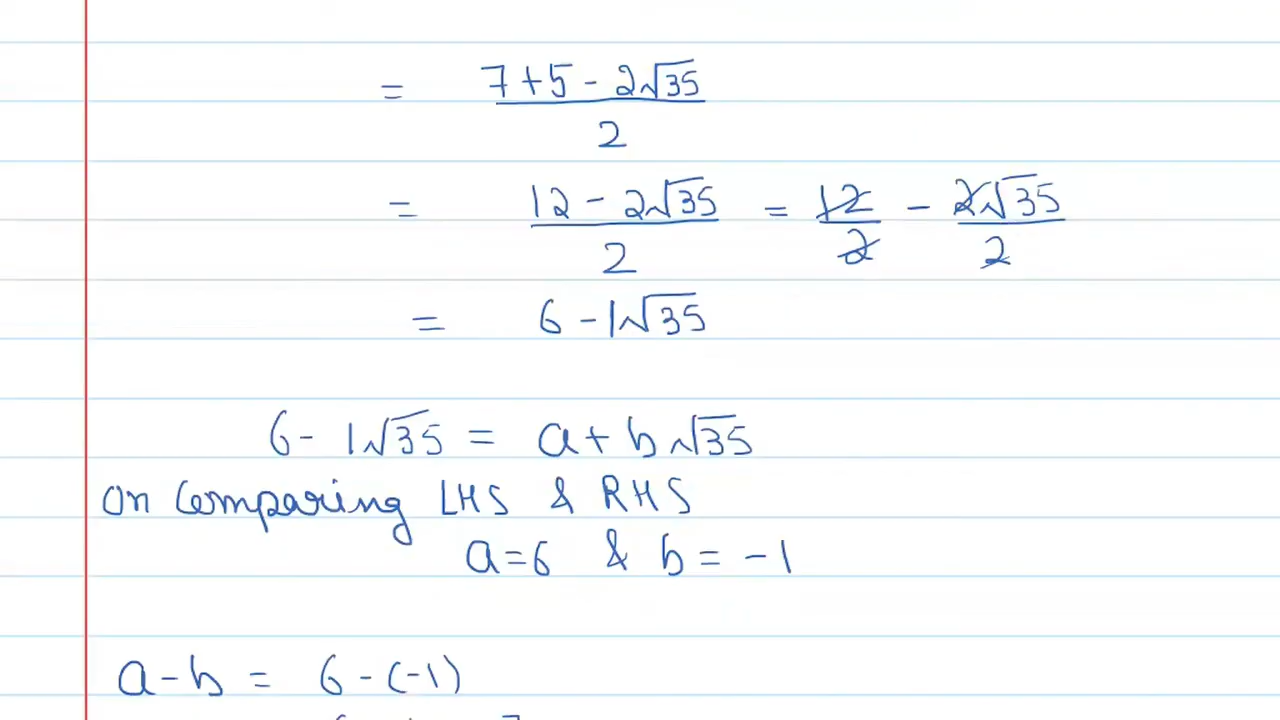 = 7+5-2√35 / 2
= 12-2√35 / 2 = 12/2 - 2√35/2
= 6-1√35
6-1√35 = a+b√35
On Comparing LHS & RHS
a=6 & b=-1
a-b = 6-(-1)